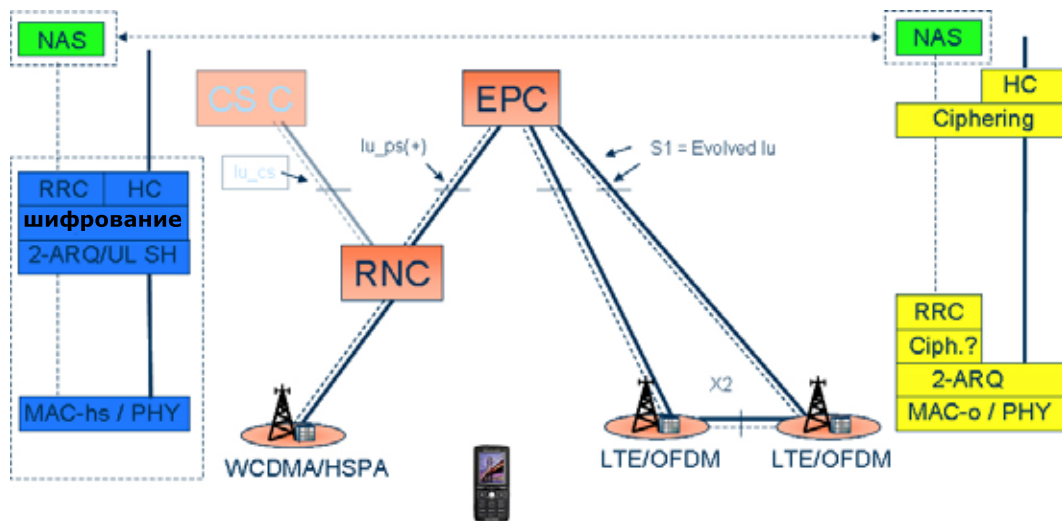 NAS
NAS
CS C
EPC
HC
Ciphering
Iu_ps(+)
S1 = Evolved Iu
Iu_cs
RRC
HC
шифрование
2-ARQ/UL SH
RNC
RRC
Ciph.?
2-ARQ
X2
MAC-hs / PHY
MAC-o / PHY
WCDMA/HSPA
LTE/OFDM
LTE/OFDM